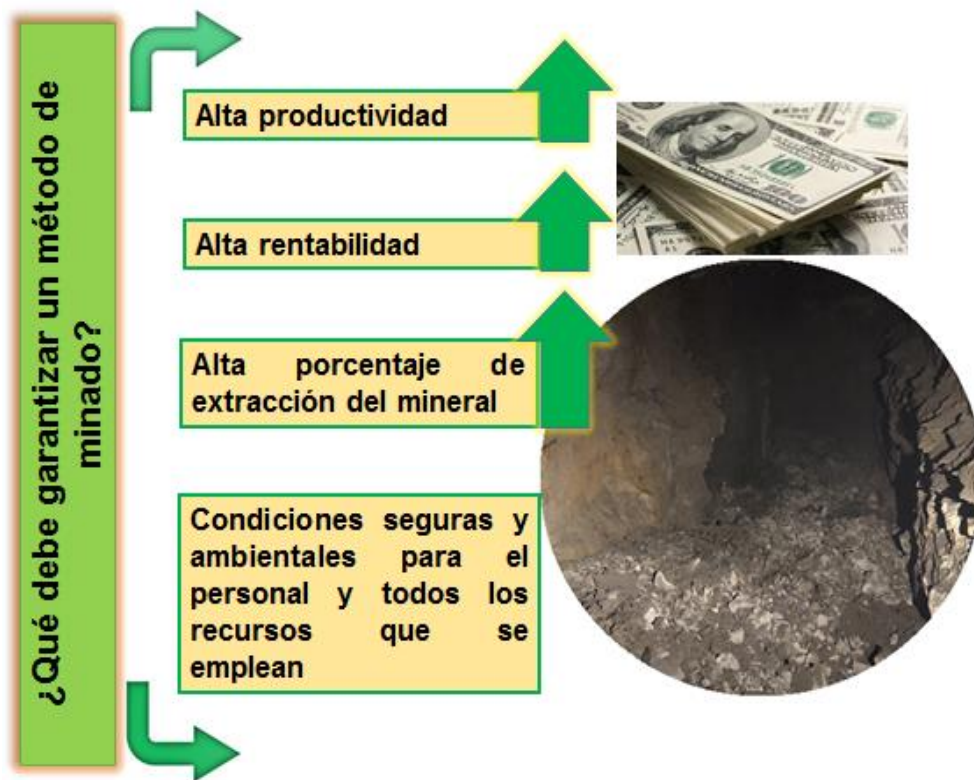 ¿Qué debe garantizar un método de
minado?
Alta productividad
Alta rentabilidad
Alta porcentaje de
extracción del mineral
Condiciones seguras y
ambientales para el
personal y todos los
recursos que se
emplean
100